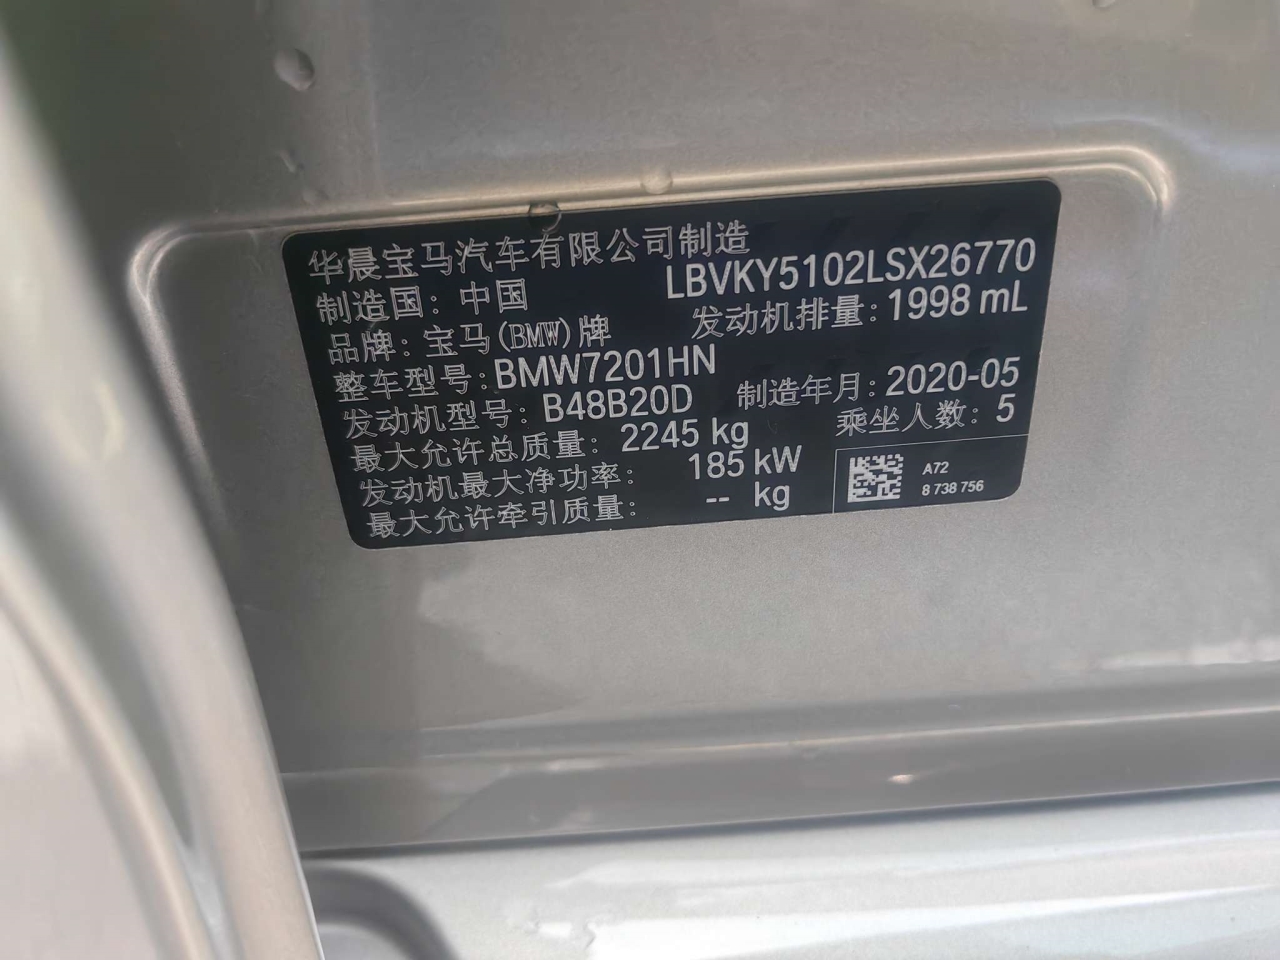 华晨宝马汽车有限公司制造
LBVKY5102LSX26770
制造国：中国
发动机排量：1998 mL
品牌：宝马(BMW)牌
整车型号：BMW7201HN
制造年月：2020-05
发动机型号：B48B20D
乘坐人数：5
最大允许总质量：2245 kg
发动机最大净功率：185 kW
最大允许牵引质量：-- kg
A72
8 738 756